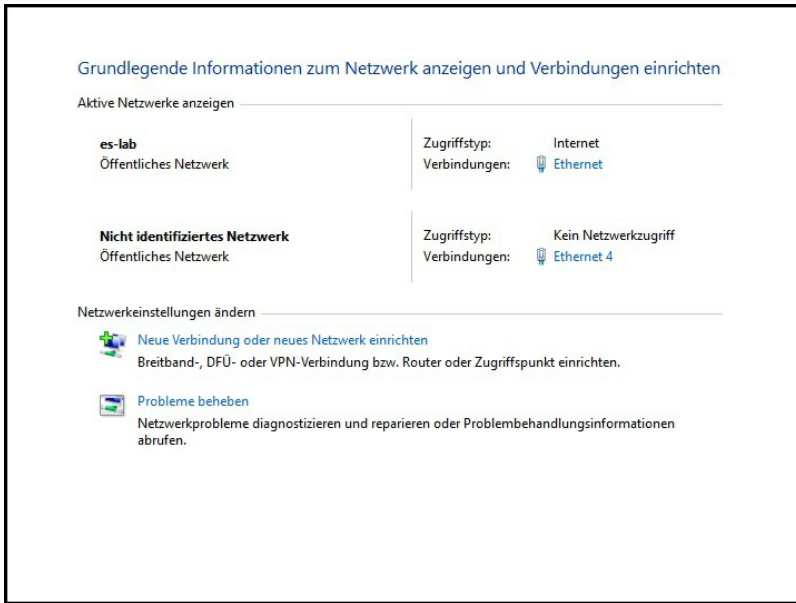 Grundlegende Informationen zum Netzwerk anzeigen und Verbindungen einrichten
Aktive Netzwerke anzeigen
es-lab
Öffentliches Netzwerk
Zugriffstyp: Internet
Verbindungen: Ethernet
Nicht identifiziertes Netzwerk
Öffentliches Netzwerk
Zugriffstyp: Kein Netzwerkzugriff
Verbindungen: Ethernet 4
Netzwerkeinstellungen ändern
Neue Verbindung oder neues Netzwerk einrichten
Breitband-, DFÜ- oder VPN-Verbindung bzw. Router oder Zugriffspunkt einrichten.
Probleme beheben
Netzwerkprobleme diagnostizieren und reparieren oder Problembehandlungsinformationen
abrufen.